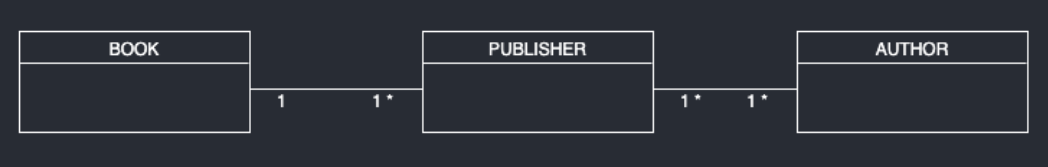 BOOK
PUBLISHER
AUTHOR
1
1 *
1 *
1 *